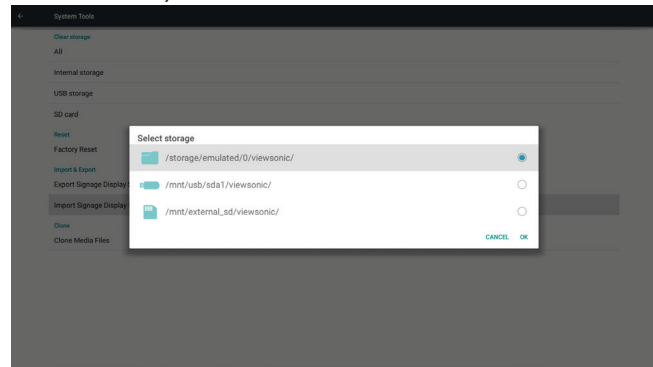 System Tools
Clear storage
All
Internal storage
USB storage
SD card
Reset
Factory Reset
Import & Export
Export Signage Display
Import Signage Display
Clone
Clone Media Files
Select storage
/storage/emulated/0/viewsonic/
/mnt/usb/sda1/viewsonic/
/mnt/external_sd/viewsonic/
CANCEL OK